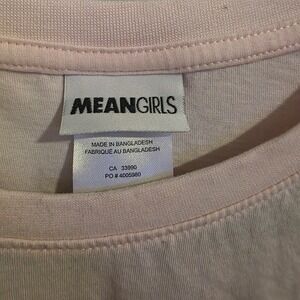 MEANGIRLS
MADE IN BANGLADESH
FABRIQUÉ AU BANGLADESH
CA 33990
PO # 4005980